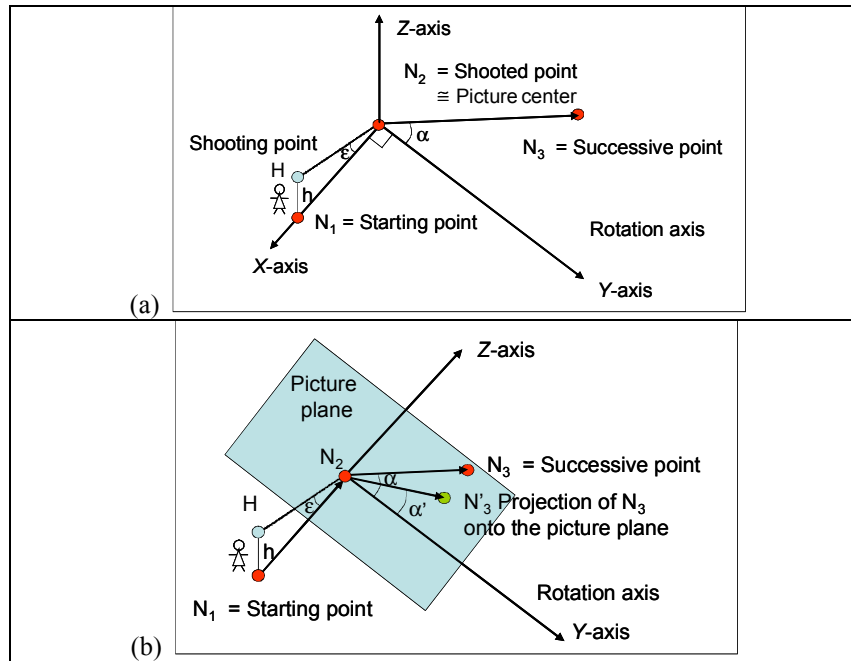 Z-axis
N₂ = Shooted point
≅ Picture center
α
Shooting point
ε
N₃ = Successive point
H
h
N₁ = Starting point
Rotation axis
X-axis
Y-axis
(a)
Z-axis
Picture
plane
N₂
α
N₃ = Successive point
H
ε
α'
N'₃ Projection of N₃
onto the picture plane
h
N₁ = Starting point
Rotation axis
Y-axis
(b)